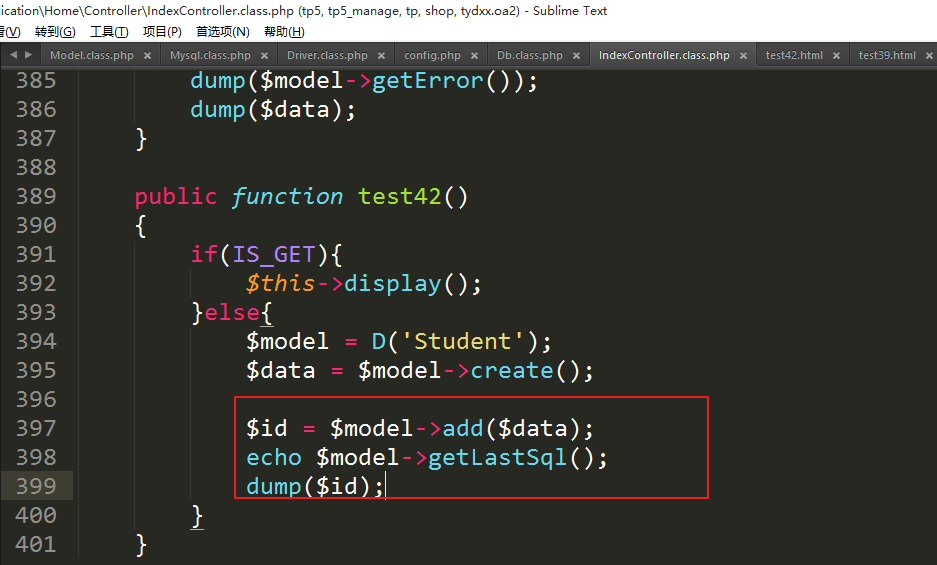 lication\Home\Controller\IndexController.class.php (tp5, tp5_manage, tp, shop, tydxx.oa2) - Sublime Text
看(V) 转到(G) 工具(T) 项目(P) 首选项(N) 帮助(H)
Model.class.php × Mysql.class.php × Driver.class.php × config.php × Db.class.php × IndexController.class.php × test42.html × test39.html ×
385 dump($model->getError());
386 dump($data);
387 }
388
389 public function test42()
390 {
391 if(IS_GET){
392 $this->display();
393 }else{
394 $model = D('Student');
395 $data = $model->create();
396
397 $id = $model->add($data);
398 echo $model->getLastSql();
399 dump($id);
400 }
401 }